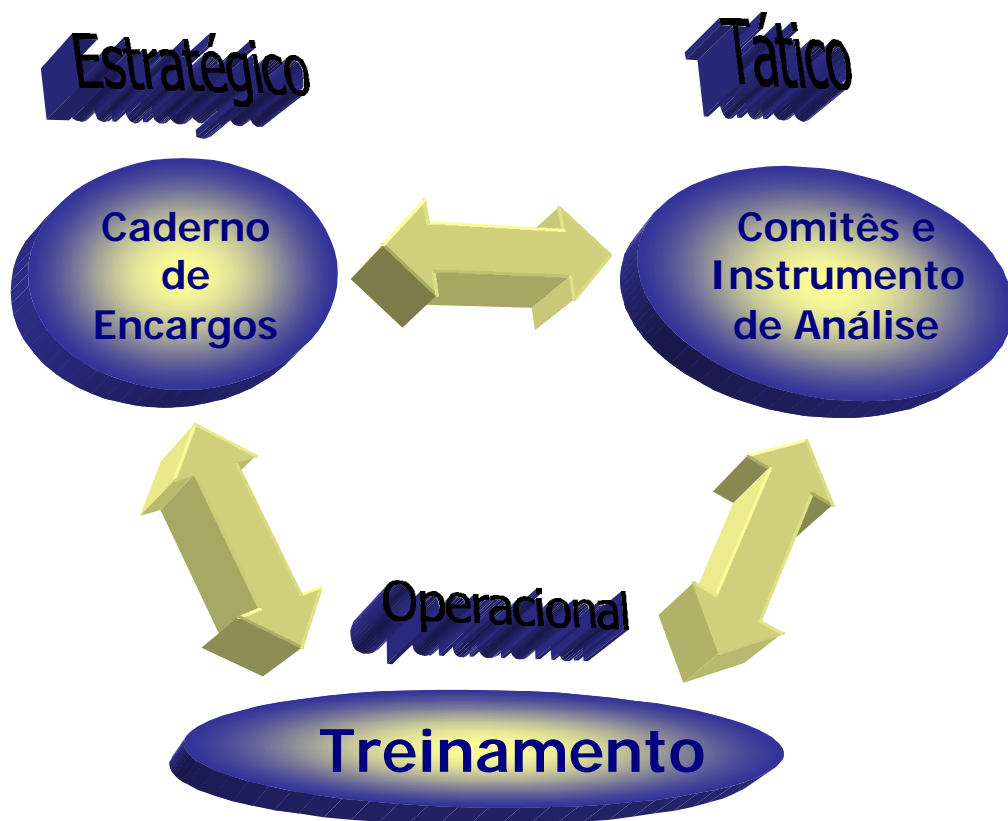 Estratégico
Tático
Caderno
de
Encargos
Comitês e
Instrumento
de Análise
Operacional
Treinamento